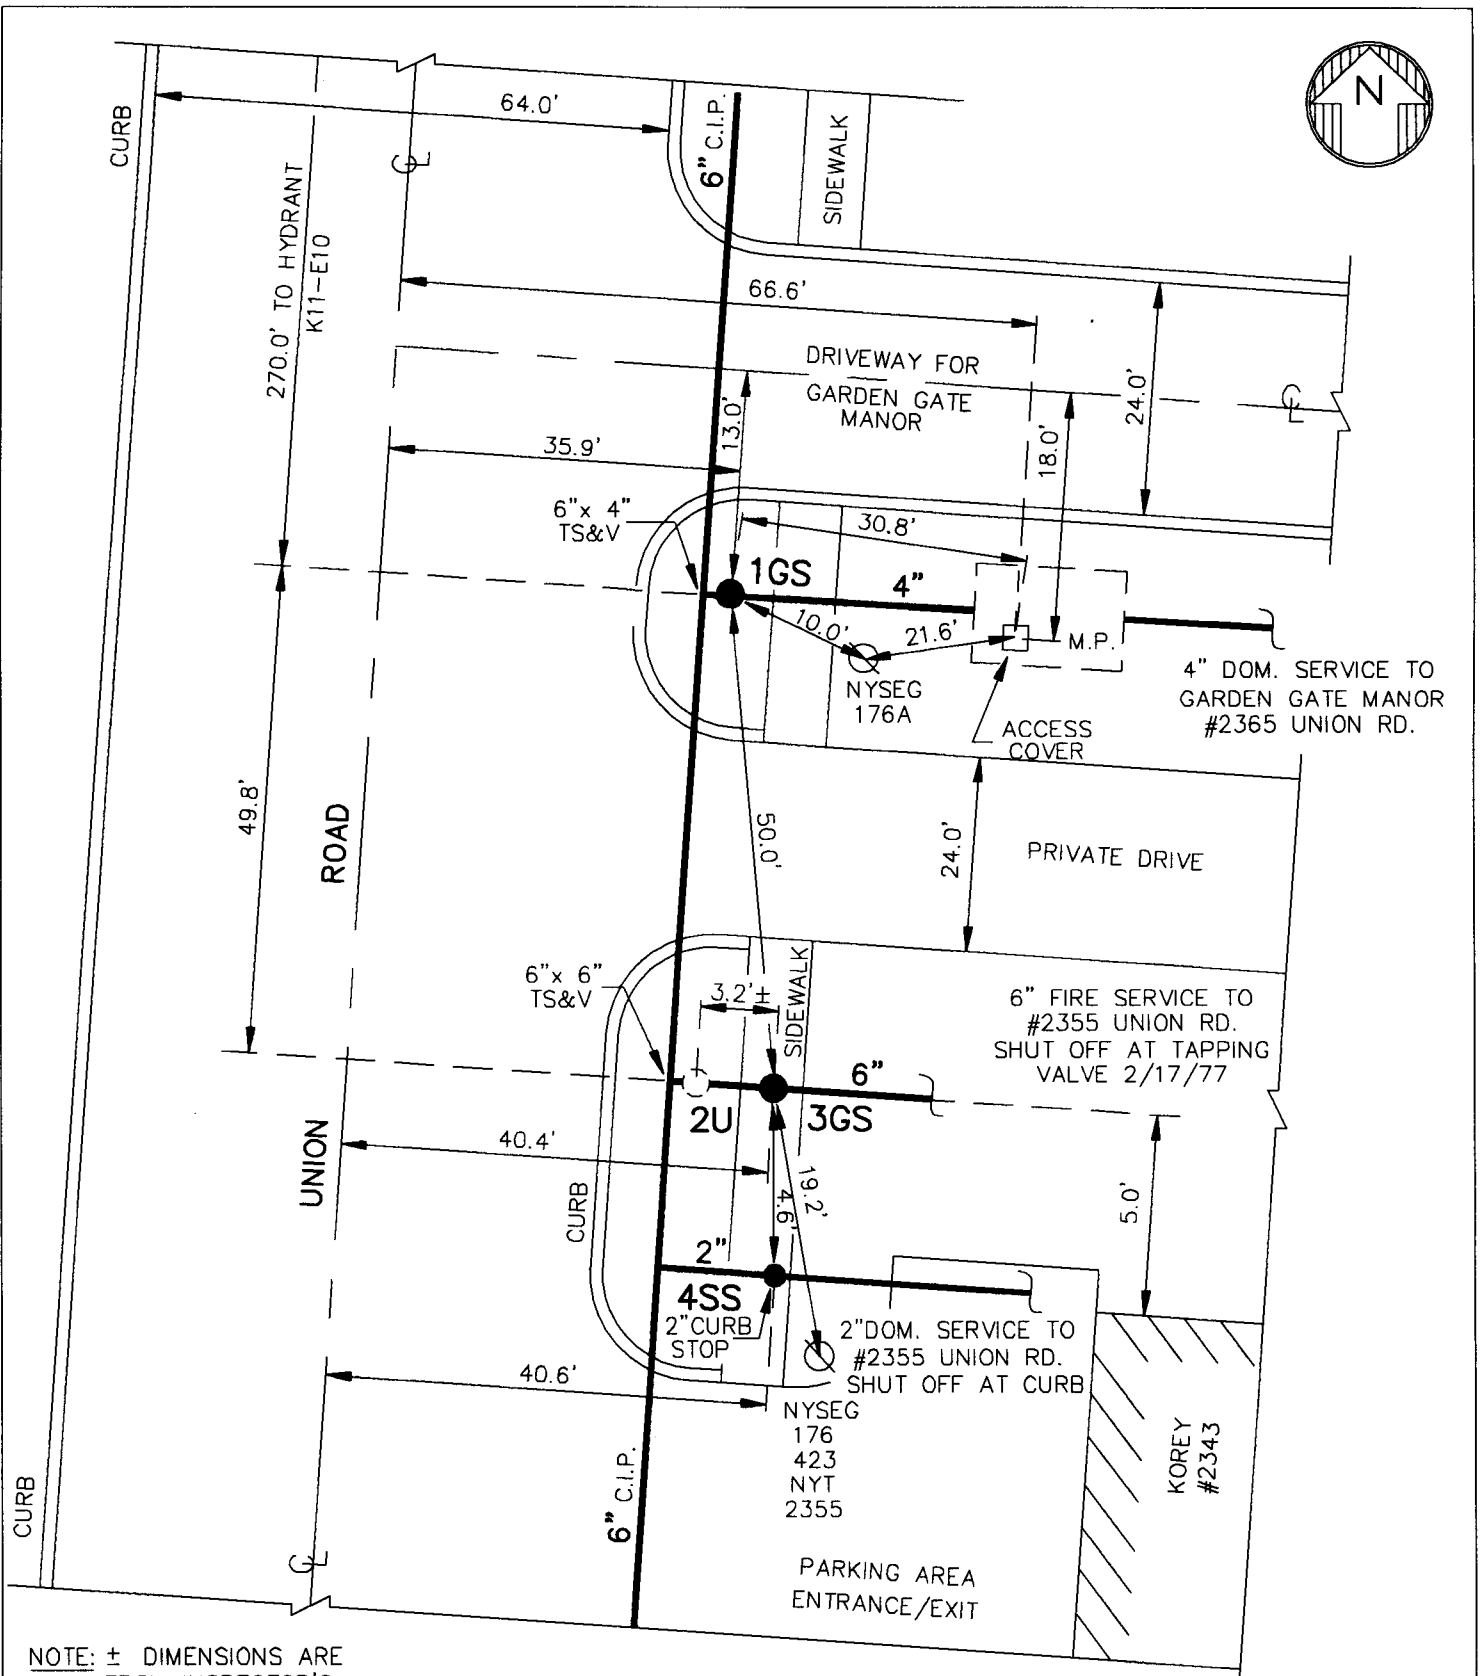 N
64.0'
CURB
6" C.I.P.
SIDEWALK
270.0' TO HYDRANT
K11-E10
66.6'
DRIVEWAY FOR
GARDEN GATE
MANOR
24.0'
13.0'
18.0'
35.9'
6"x 4"
TS&V
30.8'
1GS
4"
10.0'
21.6'
M.P.
NYSEG
176A
ACCESS
COVER
4" DOM. SERVICE TO
GARDEN GATE MANOR
#2365 UNION RD.
49.8'
UNION ROAD
50.0'
24.0'
PRIVATE DRIVE
6"x 6"
TS&V
3.2'±
SIDEWALK
6" FIRE SERVICE TO
#2355 UNION RD.
SHUT OFF AT TAPPING
VALVE 2/17/77
6"
2U
3GS
40.4'
19.2'
4.6'
5.0'
CURB
2"
4SS
2"CURB
STOP
2"DOM. SERVICE TO
#2355 UNION RD.
SHUT OFF AT CURB
40.6'
NYSEG
176
423
NYT
2355
KOREY
#2343
6" C.I.P.
CURB
PARKING AREA
ENTRANCE/EXIT
NOTE: ± DIMENSIONS ARE